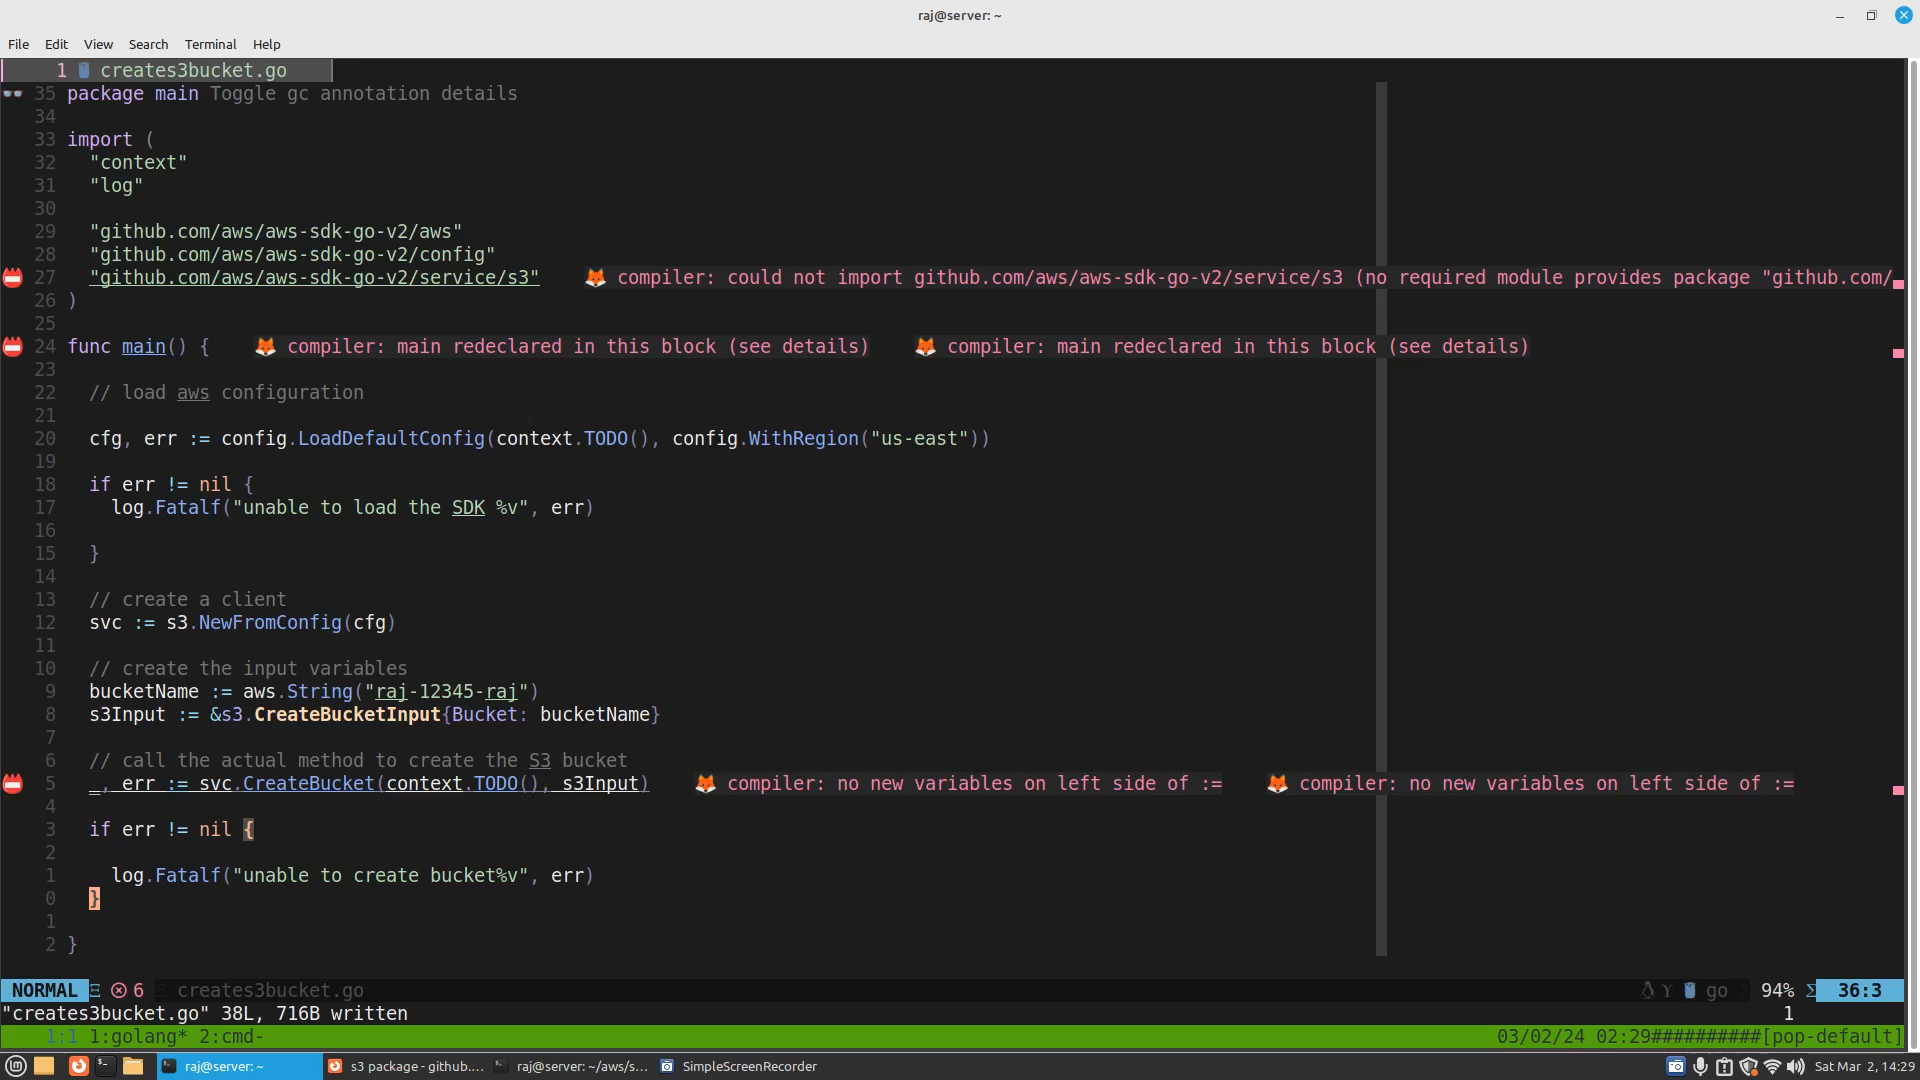 raj@server: ~
File Edit View Search Terminal Help
1 creates3bucket.go
35 package main Toggle gc annotation details
34
33 import (
32 "context"
31 "log"
30
29 "github.com/aws/aws-sdk-go-v2/aws"
28 "github.com/aws/aws-sdk-go-v2/config"
27 "github.com/aws/aws-sdk-go-v2/service/s3" compiler: could not import github.com/aws/aws-sdk-go-v2/service/s3 (no required module provides package "github.com/
26 )
25
24 func main() { compiler: main redeclared in this block (see details) compiler: main redeclared in this block (see details)
23
22 // load aws configuration
21
20 cfg, err := config.LoadDefaultConfig(context.TODO(), config.WithRegion("us-east"))
19
18 if err != nil {
17 log.Fatalf("unable to load the SDK %v", err)
16
15 }
14
13 // create a client
12 svc := s3.NewFromConfig(cfg)
11
10 // create the input variables
9 bucketName := aws.String("raj-12345-raj")
8 s3Input := &s3.CreateBucketInput{Bucket: bucketName}
7
6 // call the actual method to create the S3 bucket
5 _, err := svc.CreateBucket(context.TODO(), s3Input) compiler: no new variables on left side of := compiler: no new variables on left side of :=
4
3 if err != nil {
2
1 log.Fatalf("unable to create bucket%v", err)
0 }
1
2 }
NORMAL 6 creates3bucket.go go 94% 36:3
"creates3bucket.go" 38L, 716B written 1
1:1 1:golang* 2:cmd- 03/02/24 02:29##########[pop-default]
raj@server: ~ s3 package - github.... raj@server: ~/aws/s... SimpleScreenRecorder Sat Mar 2, 14:29